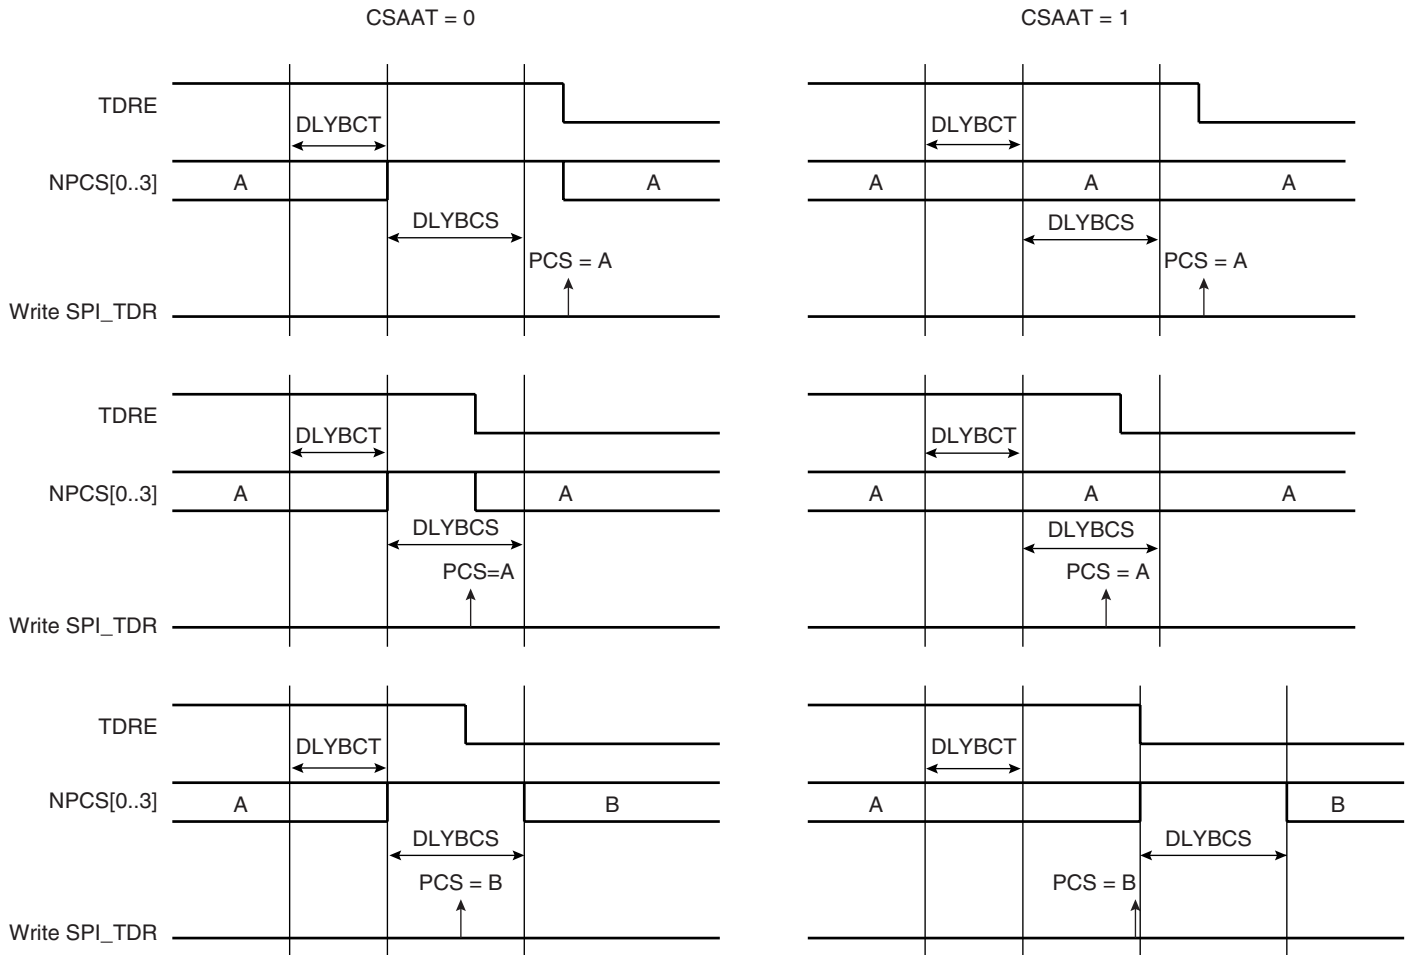 CSAAT = 0
CSAAT = 1
TDRE
DLYBCT
DLYBCT
NPCS[0..3]
A
A
A
A
A
DLYBCS
DLYBCS
PCS = A
PCS = A
Write SPI_TDR
TDRE
DLYBCT
DLYBCT
NPCS[0..3]
A
A
A
A
A
DLYBCS
DLYBCS
PCS=A
PCS = A
Write SPI_TDR
TDRE
DLYBCT
DLYBCT
NPCS[0..3]
A
B
A
B
DLYBCS
DLYBCS
PCS = B
PCS = B
Write SPI_TDR